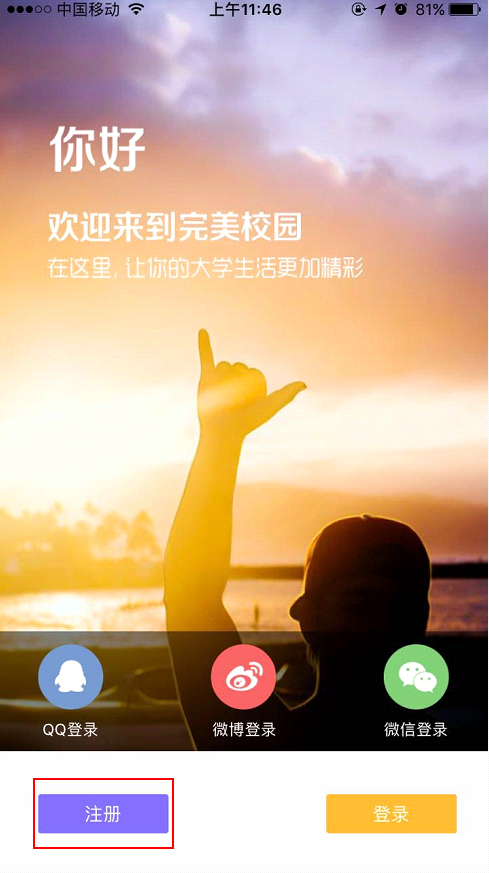 中国移动 上午11:46 81%
你好
欢迎来到完美校园
在这里, 让你的大学生活更加精彩
QQ登录 微博登录 微信登录
注册 登录